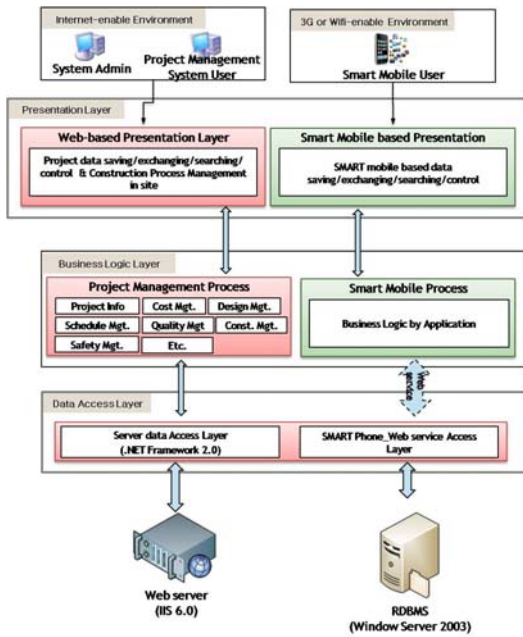 Internet-enable Environment
System Admin
Project Management
System User
3G or Wifi-enable Environment
Smart Mobile User
Presentation Layer
Web-based Presentation Layer
Project data saving/exchanging/searching/
control & Construction Process Management
in site
Smart Mobile based Presentation
SMART mobile based data
saving/exchanging/searching/control
Business Logic Layer
Project Management Process
Project Info
Cost Mgt.
Design Mgt.
Schedule Mgt.
Quality Mgt
Const. Mgt.
Safety Mgt.
Etc.
Smart Mobile Process
Business Logic by Application
Web
service
Data Access Layer
Server data Access Layer
(.NET Framework 2.0)
SMART Phone_Web service Access
Layer
Web server
(IIS 6.0)
RDBMS
(Window Server 2003)